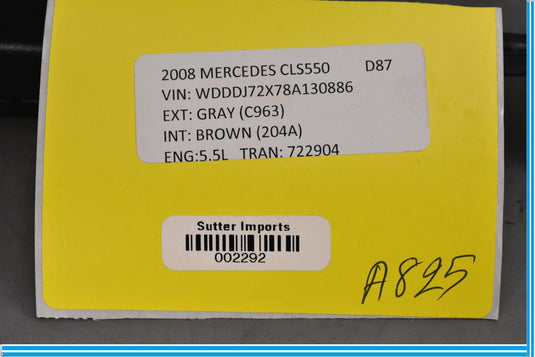 2008 MERCEDES CLS550 D87
VIN: WDDDJ72X78A130886
EXT: GRAY (C963)
INT: BROWN (204A)
ENG:5.5L TRAN: 722904
Sutter Imports
002292
A825